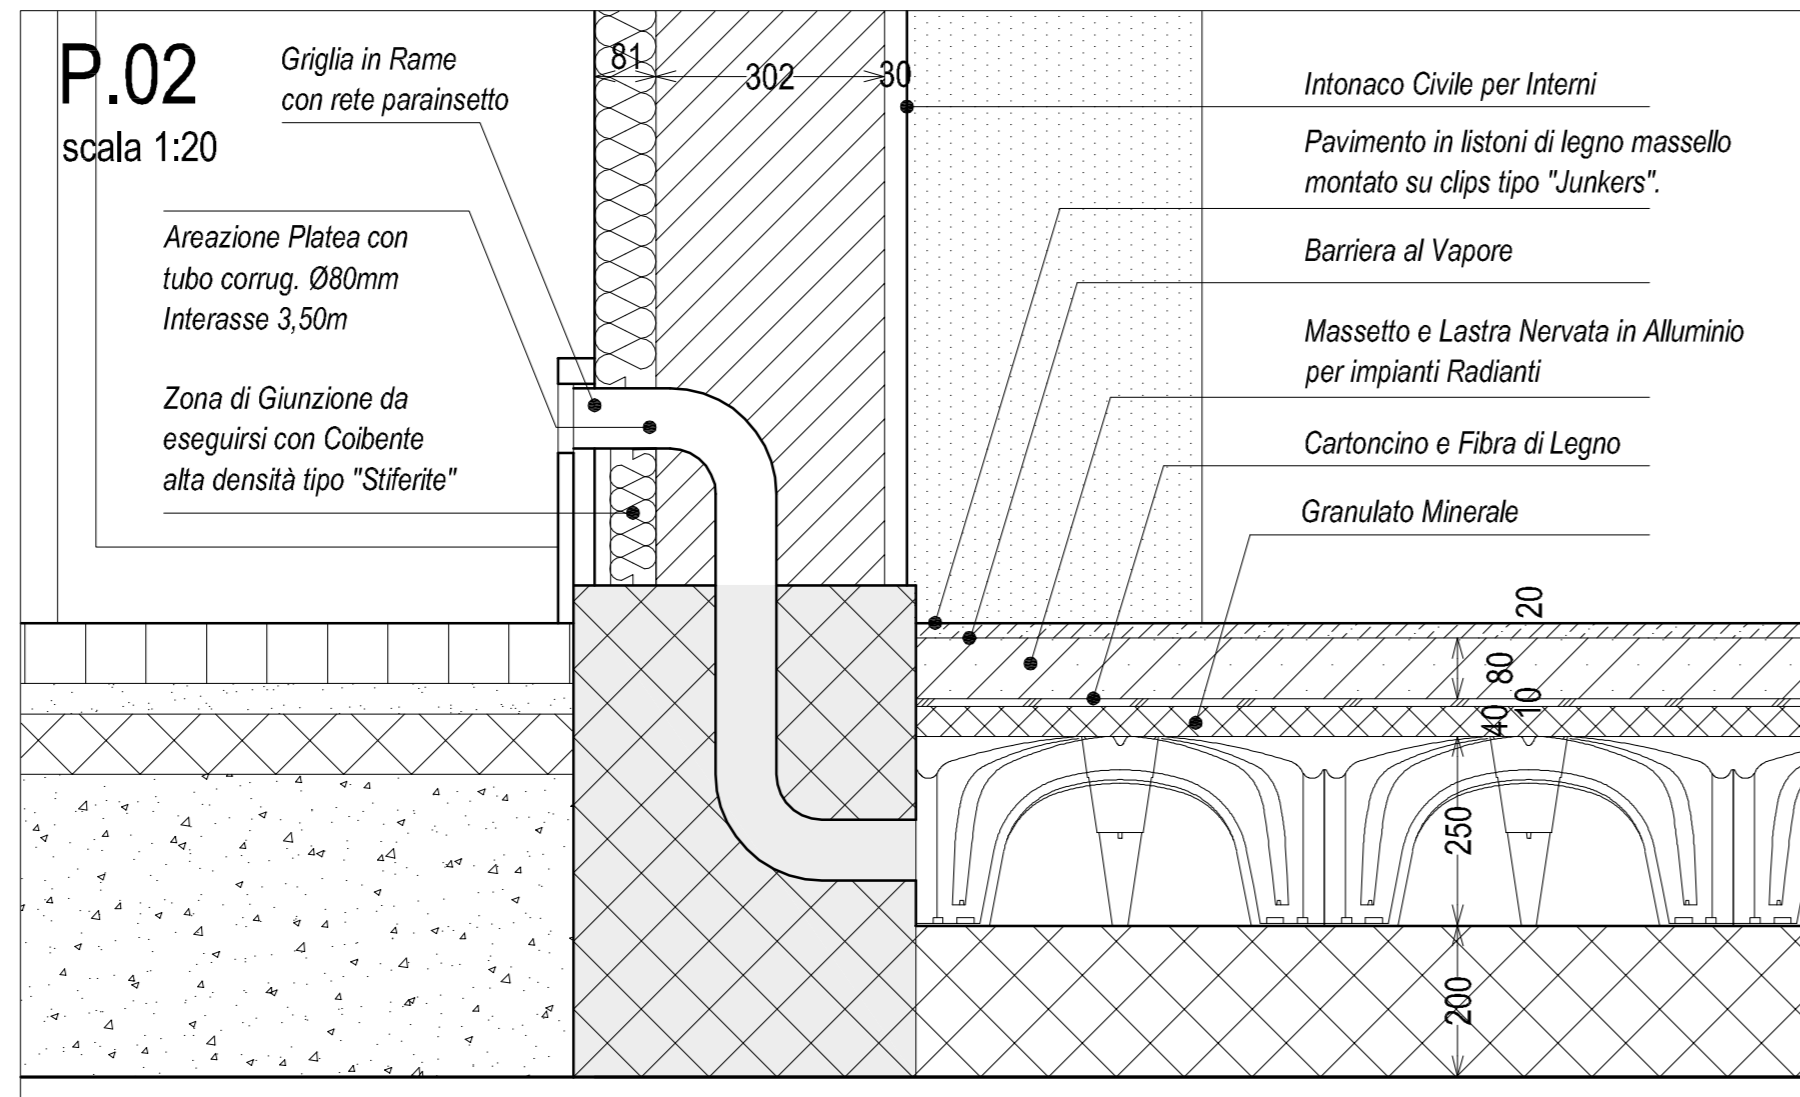 P.02
scala 1:20
Griglia in Rame
con rete parainsetto
Areazione Platea con
tubo corrug. Ø80mm
Interasse 3,50m
Zona di Giunzione da
eseguirsi con Coibente
alta densità tipo "Stiferite"
81
302
30
Intonaco Civile per Interni
Pavimento in listoni di legno massello
montato su clips tipo "Junkers".
Barriera al Vapore
Massetto e Lastra Nervata in Alluminio
per impianti Radianti
Cartoncino e Fibra di Legno
Granulato Minerale
20
80
10
40
250
200